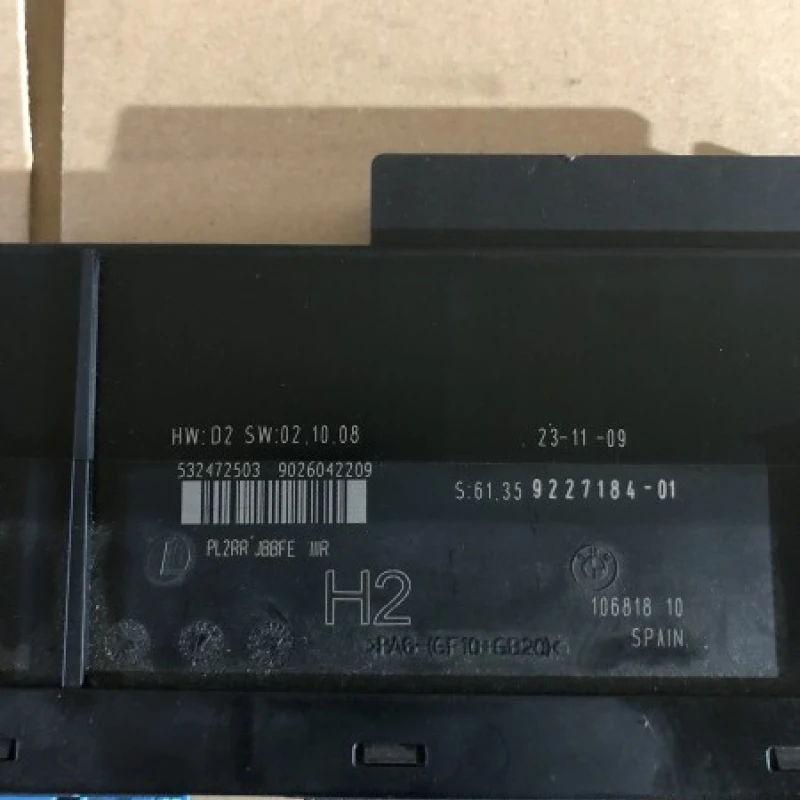 HW: D2 SW:02.10.08
23-11-09
532472503 9026042209
S:61.35 9227184-01
PL2RR JBBFE IIIR
H2
106818 10
>PA6-(GF10+GB20)<
SPAIN